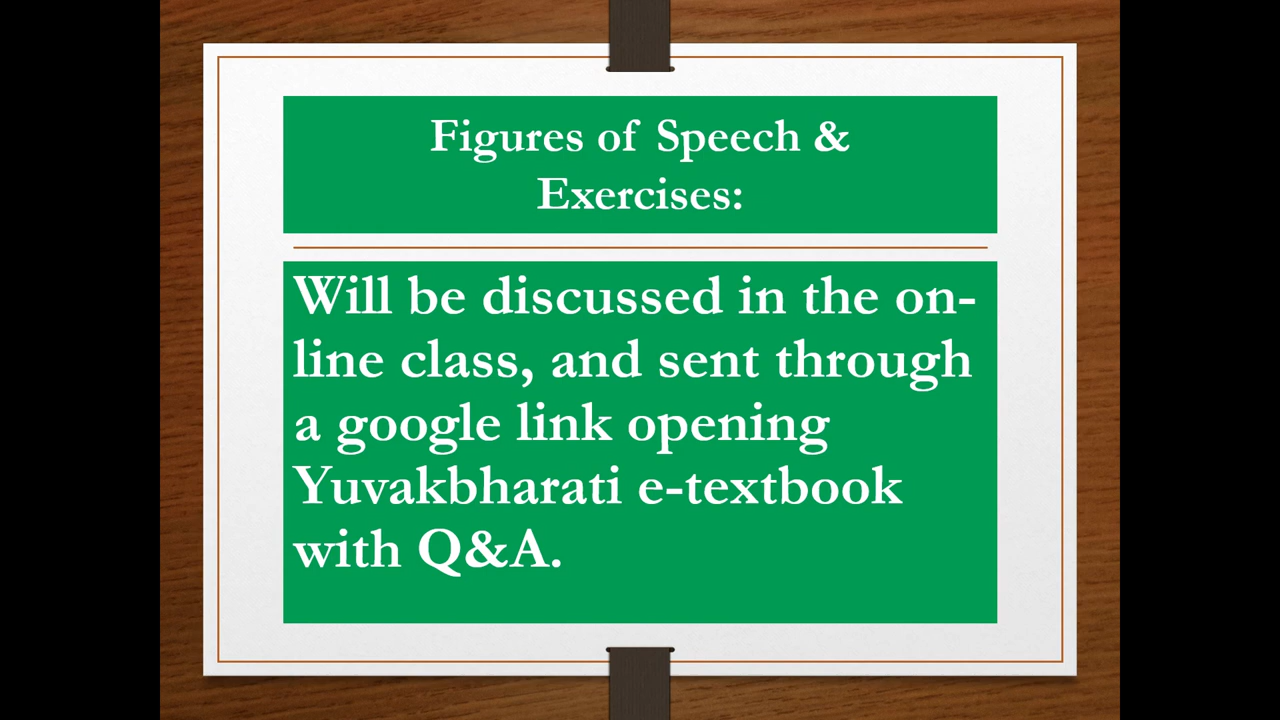 Figures of Speech &
Exercises:
Will be discussed in the on-
line class, and sent through
a google link opening
Yuvakbharati e-textbook
with Q&A.